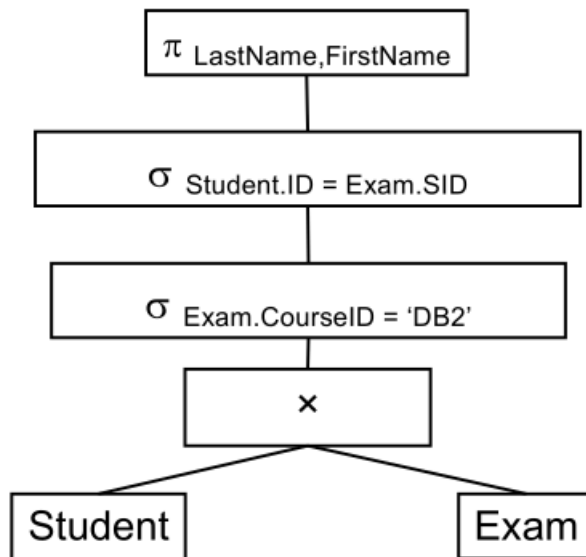 π LastName,FirstName
σ Student.ID = Exam.SID
σ Exam.CourseID = ‘DB2’
×
Student Exam